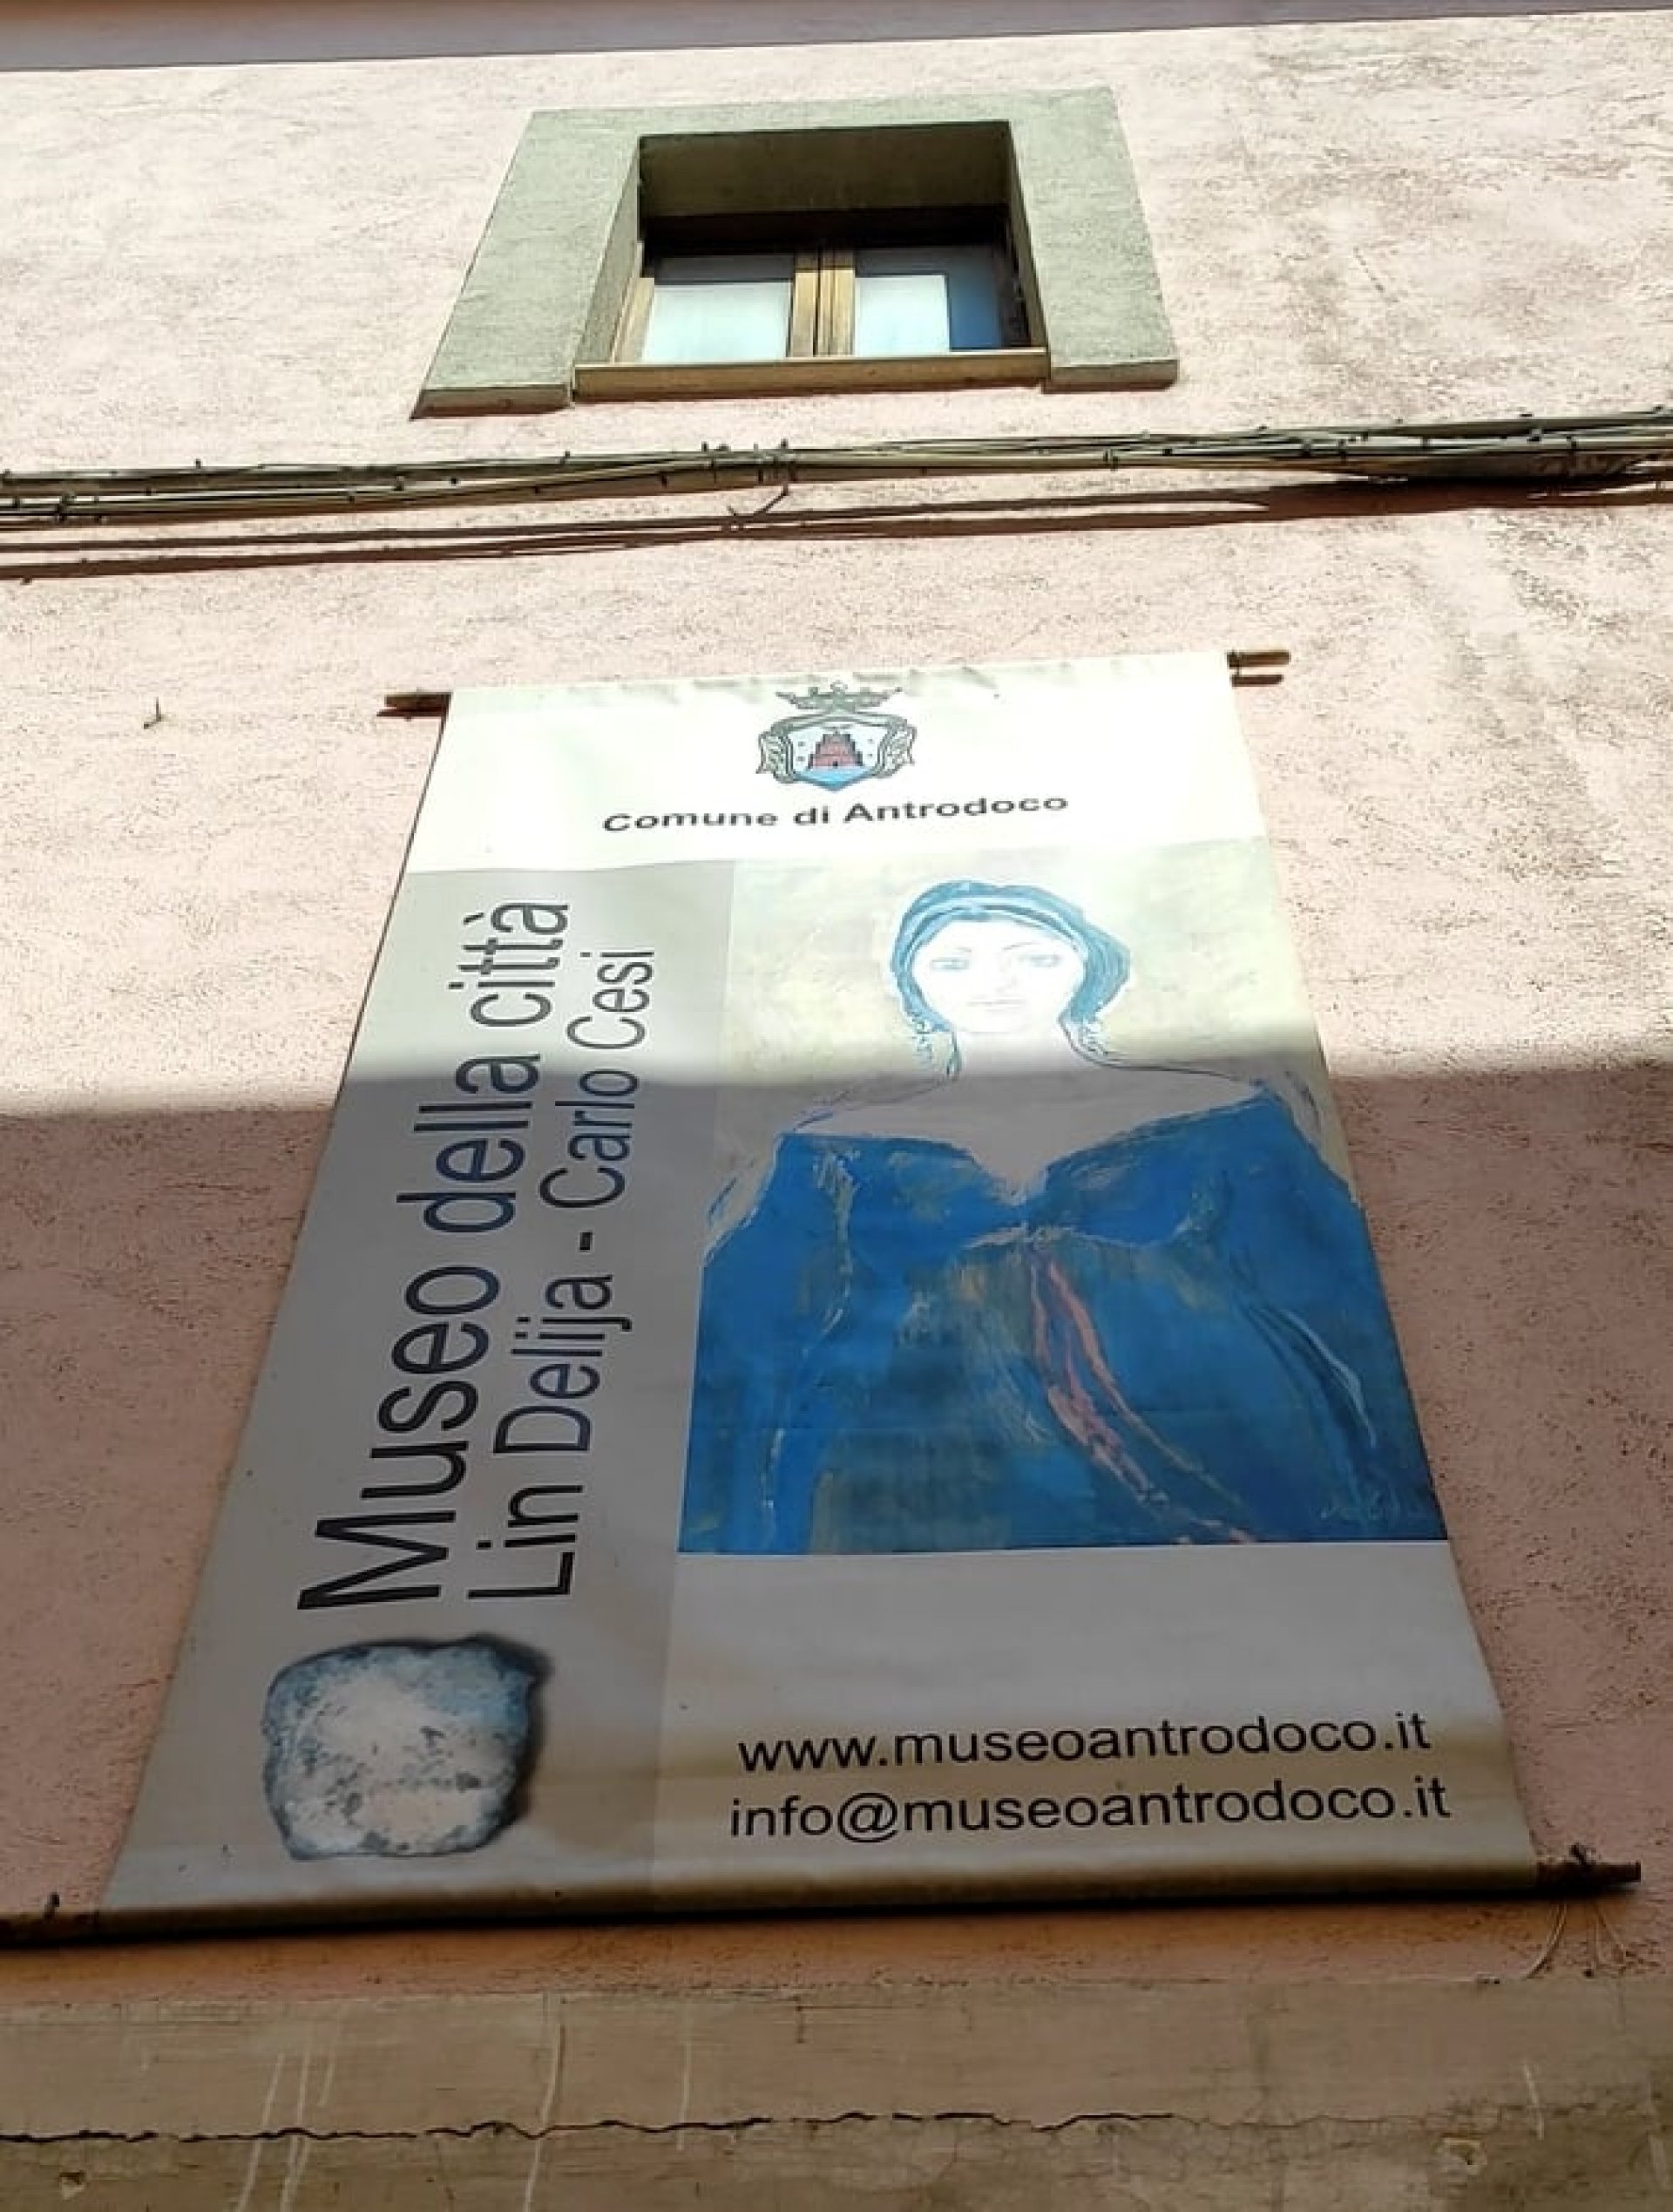 Comune di Antrodoco
Museo della città
Lin Delija - Carlo Cesi
www.museoantrodoco.it
info@museoantrodoco.it